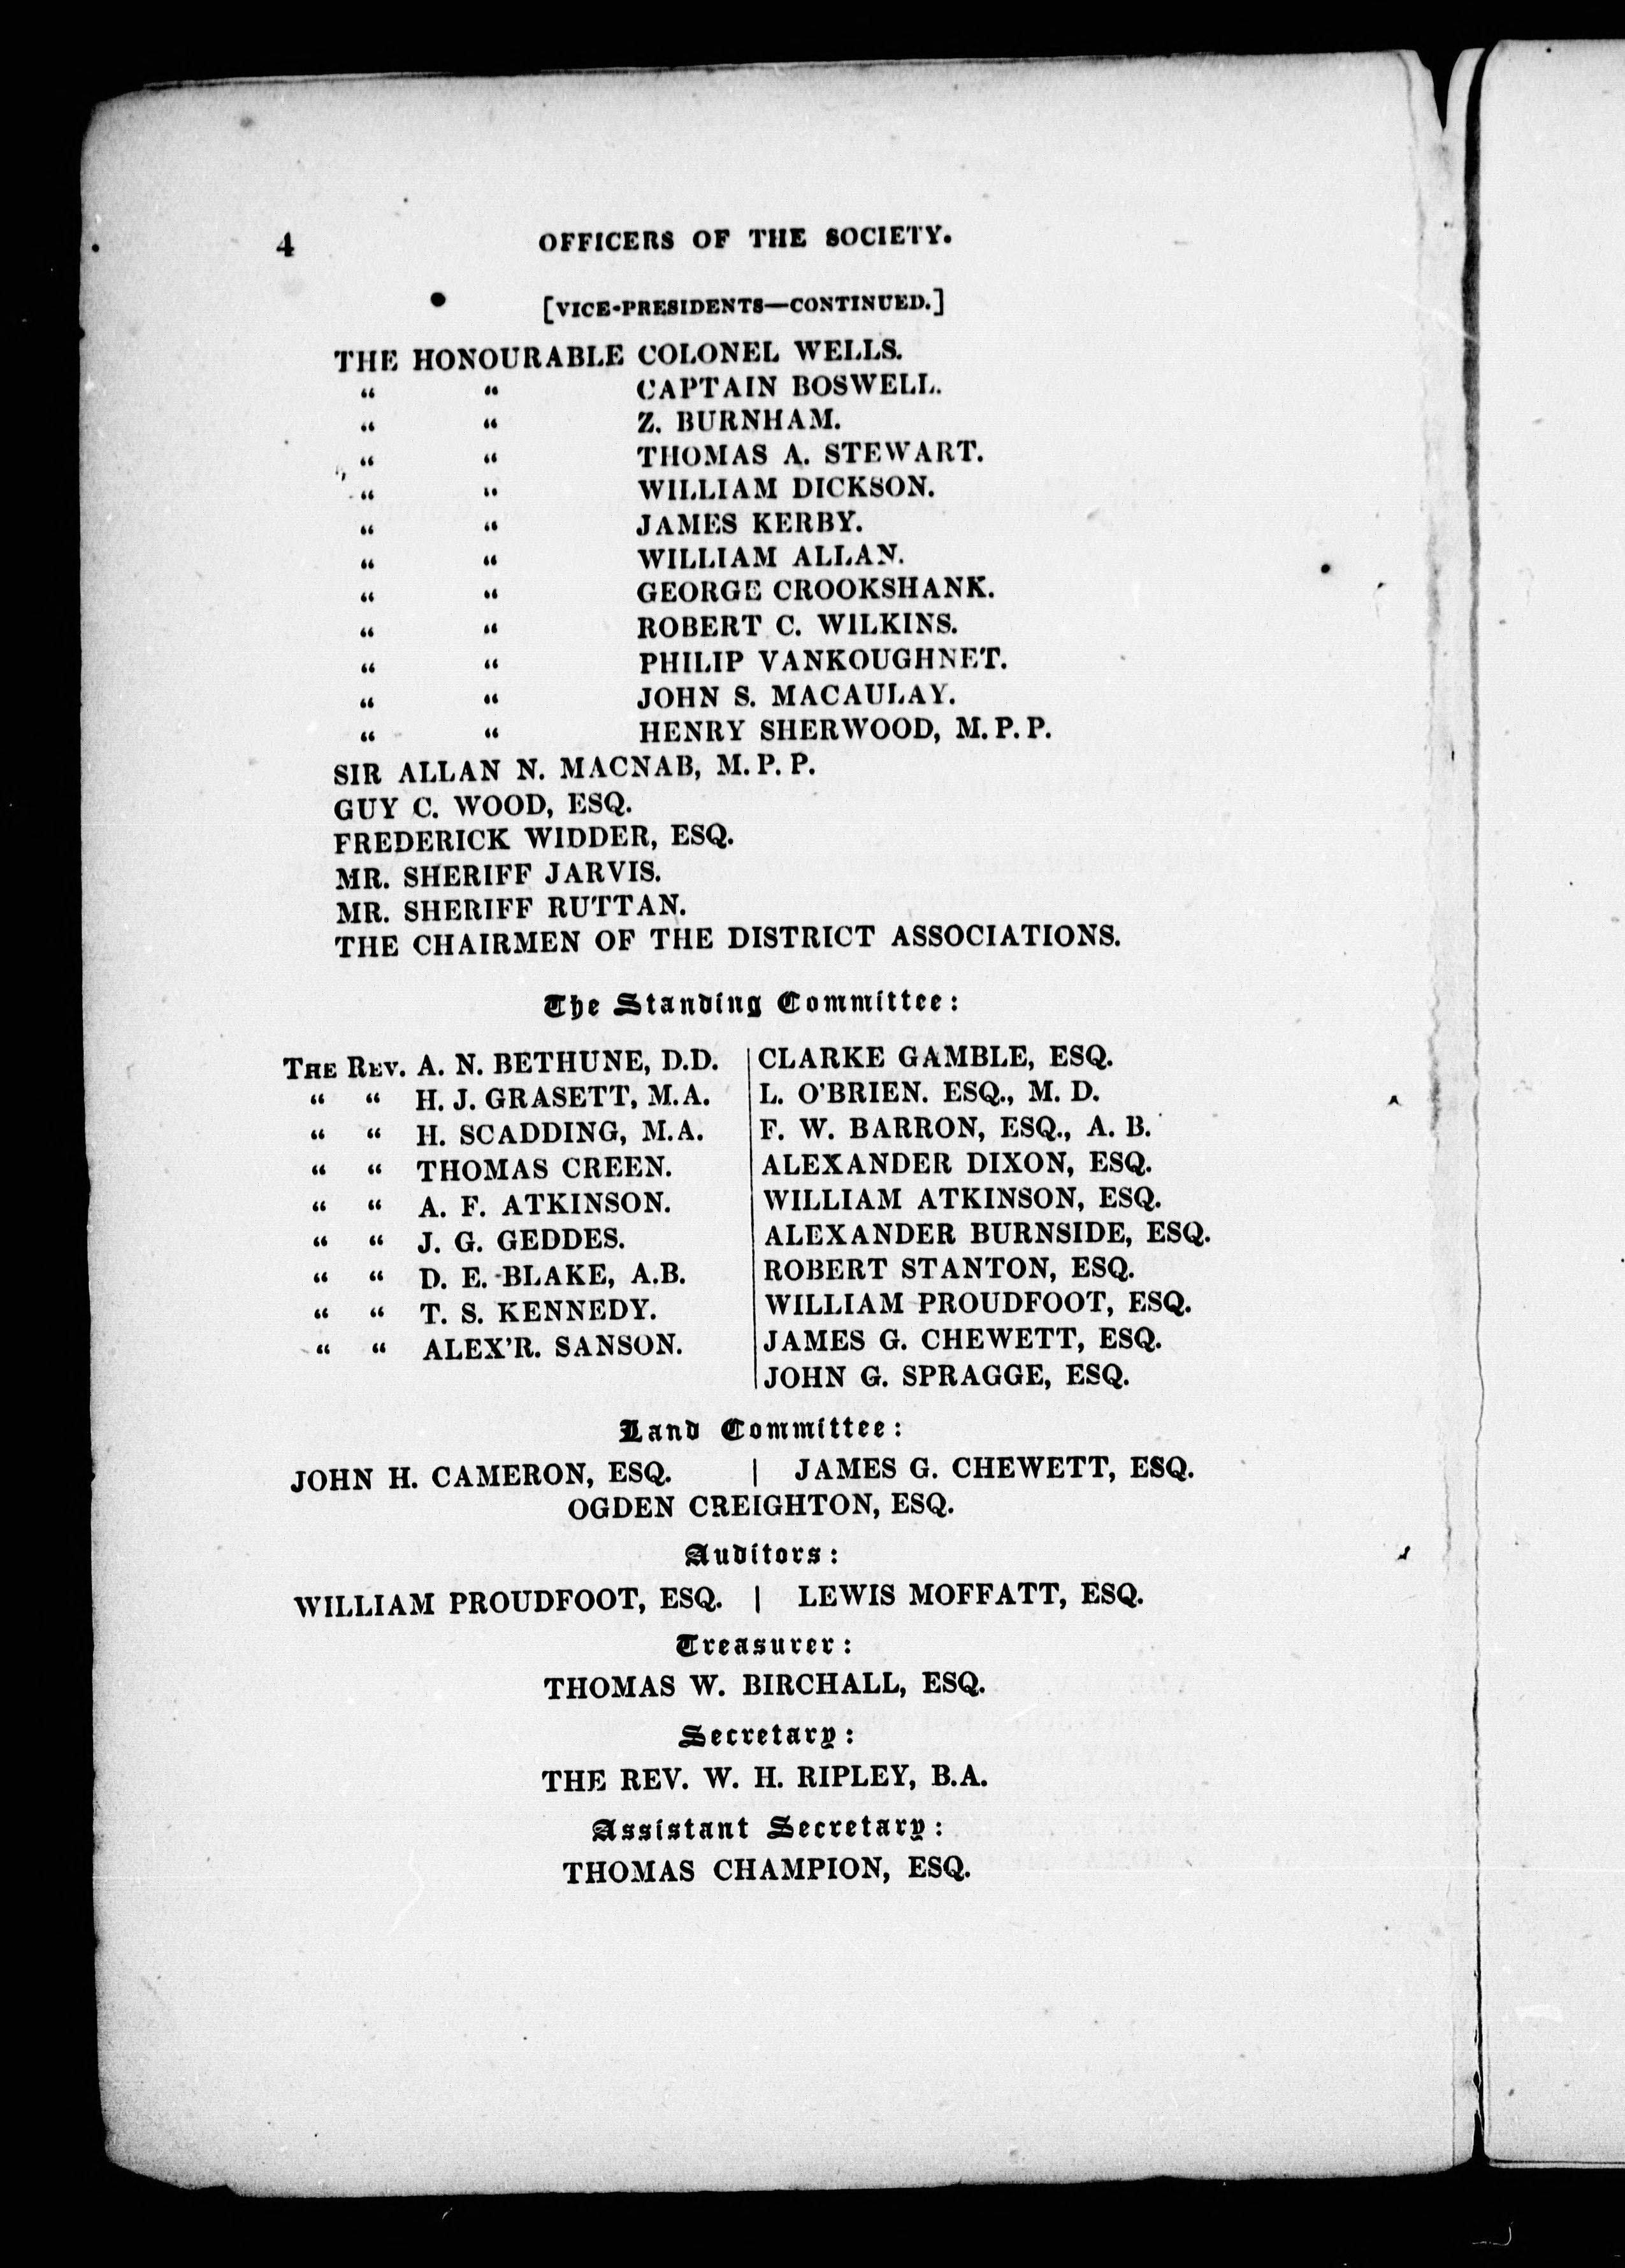 4 OFFICERS OF THE SOCIETY.
[VICE-PRESIDENTS—CONTINUED.]
THE HONOURABLE COLONEL WELLS.
“ “ CAPTAIN BOSWELL.
“ “ Z. BURNHAM.
“ “ THOMAS A. STEWART.
“ “ WILLIAM DICKSON.
“ “ JAMES KERBY.
“ “ WILLIAM ALLAN.
“ “ GEORGE CROOKSHANK.
“ “ ROBERT C. WILKINS.
“ “ PHILIP VANKOUGHNET.
“ “ JOHN S. MACAULAY.
“ “ HENRY SHERWOOD, M.P.P.
SIR ALLAN N. MACNAB, M.P.P.
GUY C. WOOD, ESQ.
FREDERICK WIDDER, ESQ.
MR. SHERIFF JARVIS.
MR. SHERIFF RUTTAN.
THE CHAIRMEN OF THE DISTRICT ASSOCIATIONS.
The Standing Committee:
THE REV. A. N. BETHUNE, D.D.
“ “ H. J. GRASETT, M.A.
“ “ H. SCADDING, M.A.
“ “ THOMAS CREEN.
“ “ A. F. ATKINSON.
“ “ J. G. GEDDES.
“ “ D. E. BLAKE, A.B.
“ “ T. S. KENNEDY.
“ “ ALEX'R. SANSON.
CLARKE GAMBLE, ESQ.
L. O'BRIEN. ESQ., M. D.
F. W. BARRON, ESQ., A. B.
ALEXANDER DIXON, ESQ.
WILLIAM ATKINSON, ESQ.
ALEXANDER BURNSIDE, ESQ.
ROBERT STANTON, ESQ.
WILLIAM PROUDFOOT, ESQ.
JAMES G. CHEWETT, ESQ.
JOHN G. SPRAGGE, ESQ.
Land Committee:
JOHN H. CAMERON, ESQ. | JAMES G. CHEWETT, ESQ.
OGDEN CREIGHTON, ESQ.
Auditors:
WILLIAM PROUDFOOT, ESQ. | LEWIS MOFFATT, ESQ.
Treasurer:
THOMAS W. BIRCHALL, ESQ.
Secretary:
THE REV. W. H. RIPLEY, B.A.
Assistant Secretary:
THOMAS CHAMPION, ESQ.